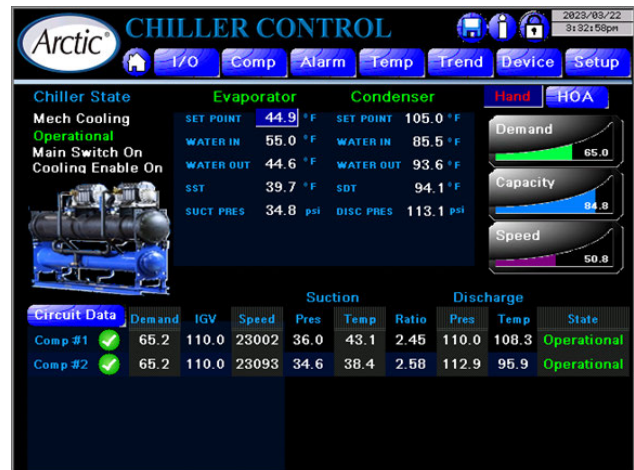 Arctic®
CHILLER CONTROL
2023/03/22
3:32:58pm
I/O Comp Alarm Temp Trend Device Setup
Chiller State
Mech Cooling
Operational
Main Switch On
Cooling Enable On
Evaporator
SET POINT 44.9 °F
WATER IN 55.0 °F
WATER OUT 44.6 °F
SST 39.7 °F
SUCT PRES 34.8 psi
Condenser
SET POINT 105.0 °F
WATER IN 85.5 °F
WATER OUT 93.6 °F
SDT 94.1 °F
DISC PRES 113.1 psi
Hand HOA
Demand
65.0
Capacity
84.8
Speed
50.8
Suction Discharge
Circuit Data Demand IGV Speed Pres Temp Ratio Pres Temp State
Comp #1 65.2 110.0 23002 36.0 43.1 2.45 110.0 108.3 Operational
Comp #2 65.2 110.0 23093 34.6 38.4 2.58 112.9 95.9 Operational